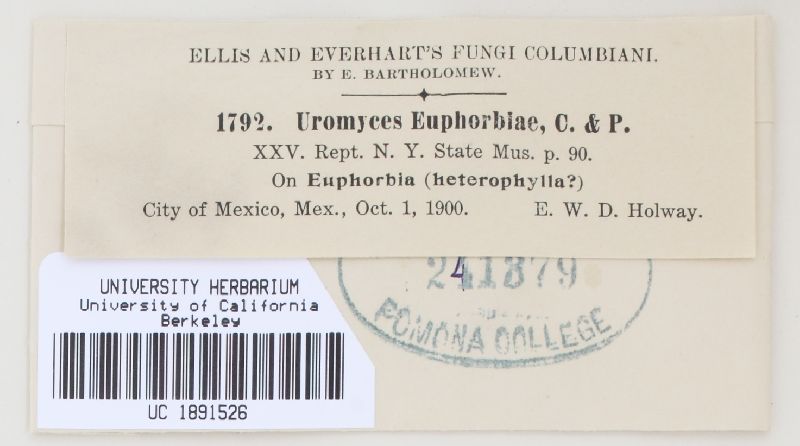 ELLIS AND EVERHART'S FUNGI COLUMBIANI.
BY E. BARTHOLOMEW.
1792. Uromyces Euphorbiae, C. & P.
XXV. Rept. N. Y. State Mus. p. 90.
On Euphorbia (heterophylla?)
City of Mexico, Mex., Oct. 1, 1900. E. W. D. Holway.
241879
POMONA COLLEGE
UNIVERSITY HERBARIUM
University of California
Berkeley
UC 1891526